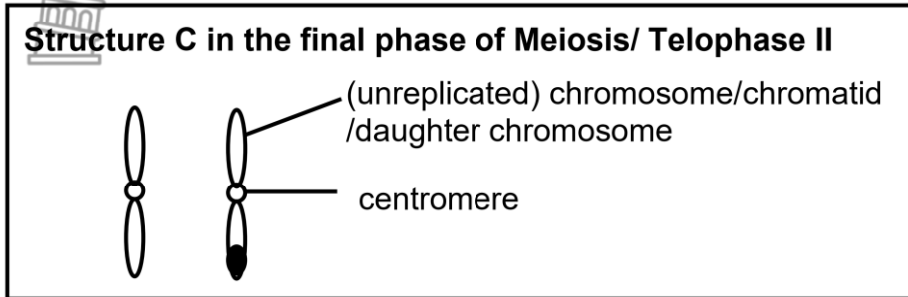 Structure C in the final phase of Meiosis/ Telophase II
(unreplicated) chromosome/chromatid
/daughter chromosome
centromere